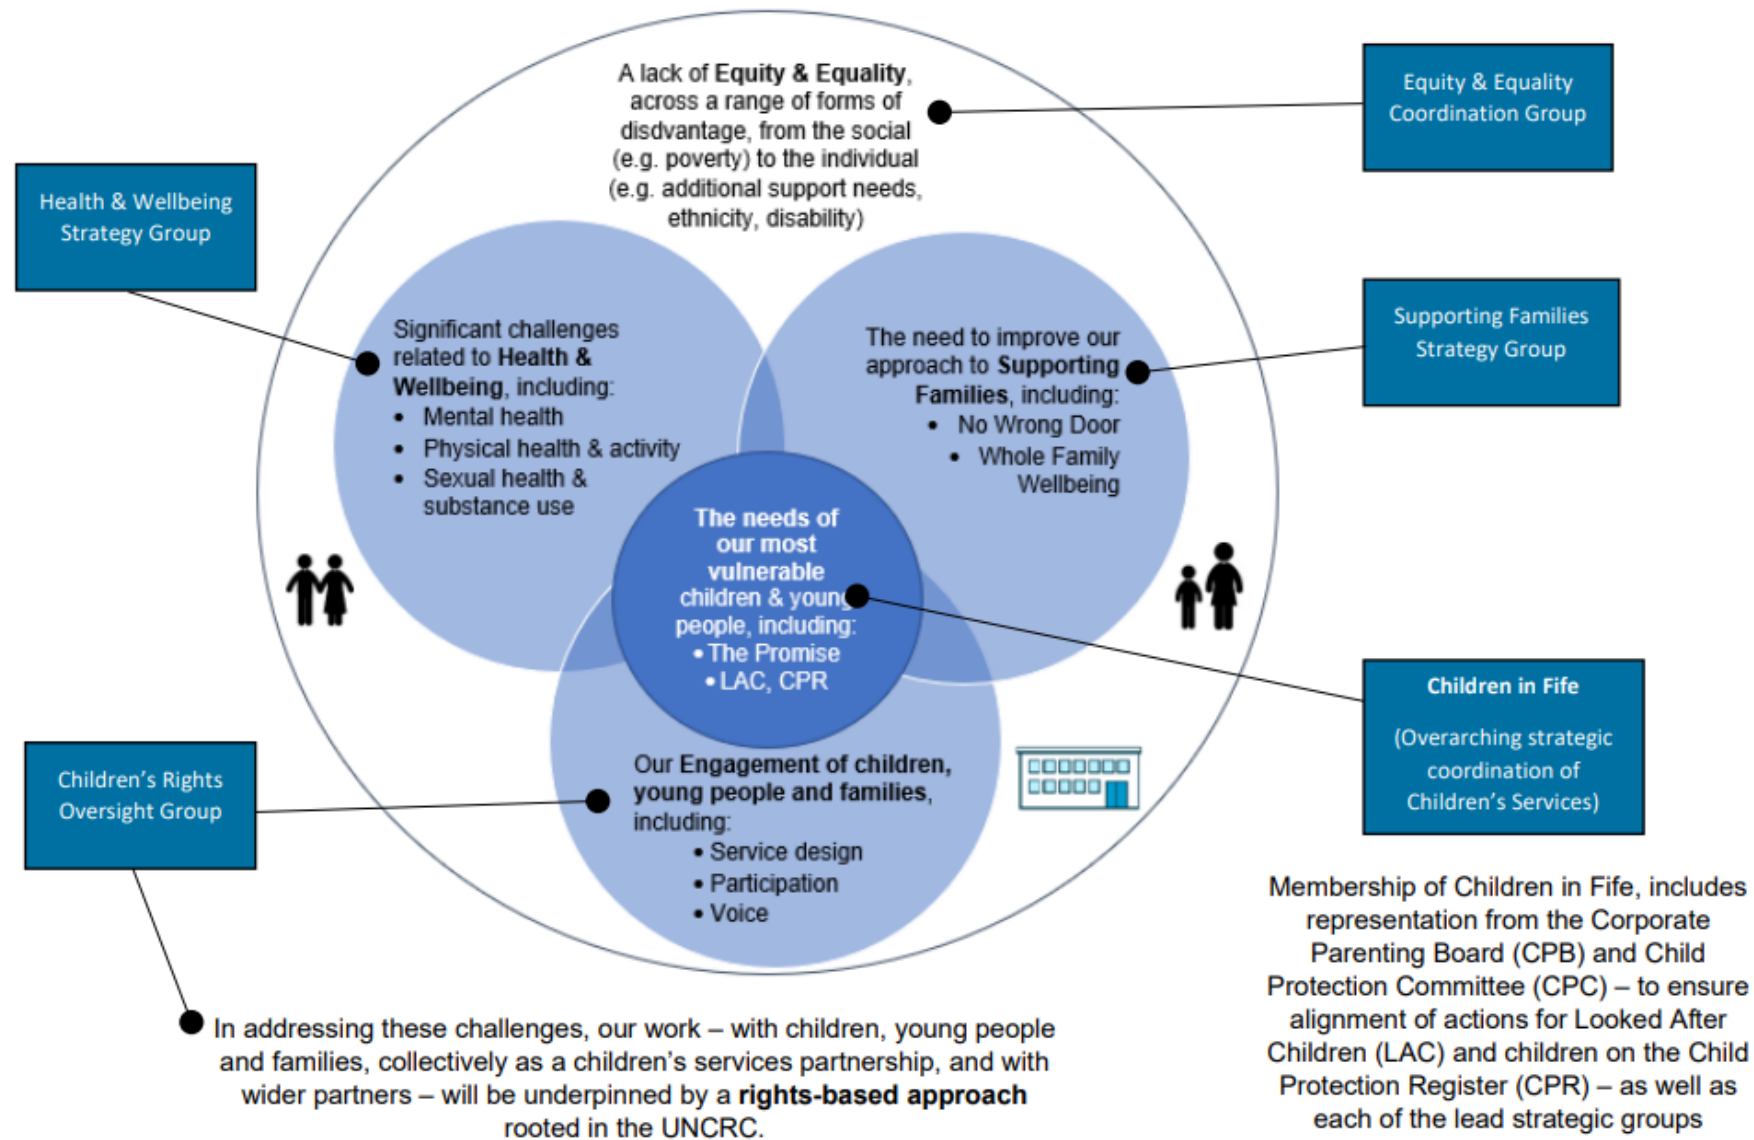 A lack of Equity & Equality,
across a range of forms of
disdvantage, from the social
(e.g. poverty) to the individual
(e.g. additional support needs,
ethnicity, disability)
Equity & Equality
Coordination Group
Health & Wellbeing
Strategy Group
Significant challenges
related to Health &
Wellbeing, including:
• Mental health
• Physical health & activity
• Sexual health &
substance use
The need to improve our
approach to Supporting
Families, including:
• No Wrong Door
• Whole Family
Wellbeing
Supporting Families
Strategy Group
The needs of
our most
vulnerable
children & young
people, including:
• The Promise
• LAC, CPR
Children in Fife
(Overarching strategic
coordination of
Children's Services)
Children's Rights
Oversight Group
Our Engagement of children,
young people and families,
including:
• Service design
• Participation
• Voice
In addressing these challenges, our work – with children, young people
and families, collectively as a children's services partnership, and with
wider partners – will be underpinned by a rights-based approach
rooted in the UNCRC.
Membership of Children in Fife, includes
representation from the Corporate
Parenting Board (CPB) and Child
Protection Committee (CPC) – to ensure
alignment of actions for Looked After
Children (LAC) and children on the Child
Protection Register (CPR) – as well as
each of the lead strategic groups